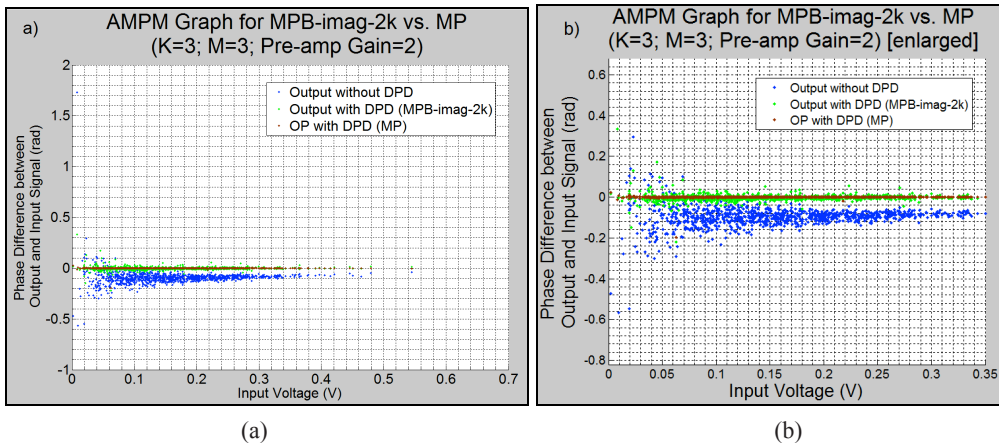 a)
AMPM Graph for MPB-imag-2k vs. MP
(K=3; M=3; Pre-amp Gain=2)
Phase Difference between
Output and Input Signal (rad)
2
1.5
1
0.5
0
-0.5
-1
Output without DPD
Output with DPD (MPB-imag-2k)
OP with DPD (MP)
0 0.1 0.2 0.3 0.4 0.5 0.6 0.7
Input Voltage (V)
(a)
b)
AMPM Graph for MPB-imag-2k vs. MP
(K=3; M=3; Pre-amp Gain=2) [enlarged]
Phase Difference between
Output and Input Signal (rad)
0.6
0.4
0.2
0
-0.2
-0.4
-0.6
-0.8
Output without DPD
Output with DPD (MPB-imag-2k)
OP with DPD (MP)
0 0.05 0.1 0.15 0.2 0.25 0.3 0.35
Input Voltage (V)
(b)